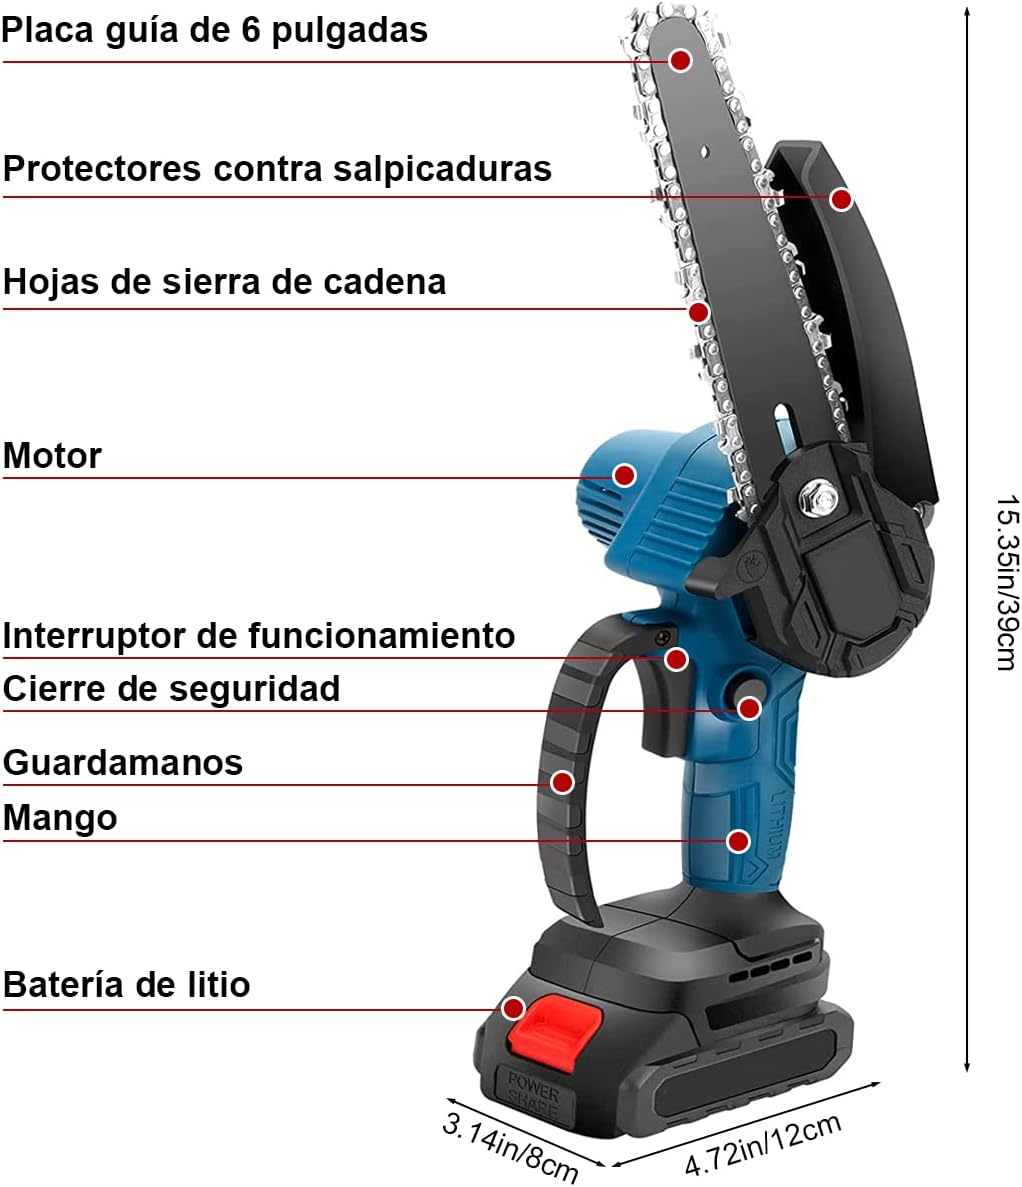 Placa guía de 6 pulgadas
Protectores contra salpicaduras
Hojas de sierra de cadena
Motor
15.35in/39cm
Interruptor de funcionamiento
Cierre de seguridad
Guardamanos
LITHIUM
Mango
Batería de litio
POWER
SHARE
3.14in/8cm
4.72in/12cm